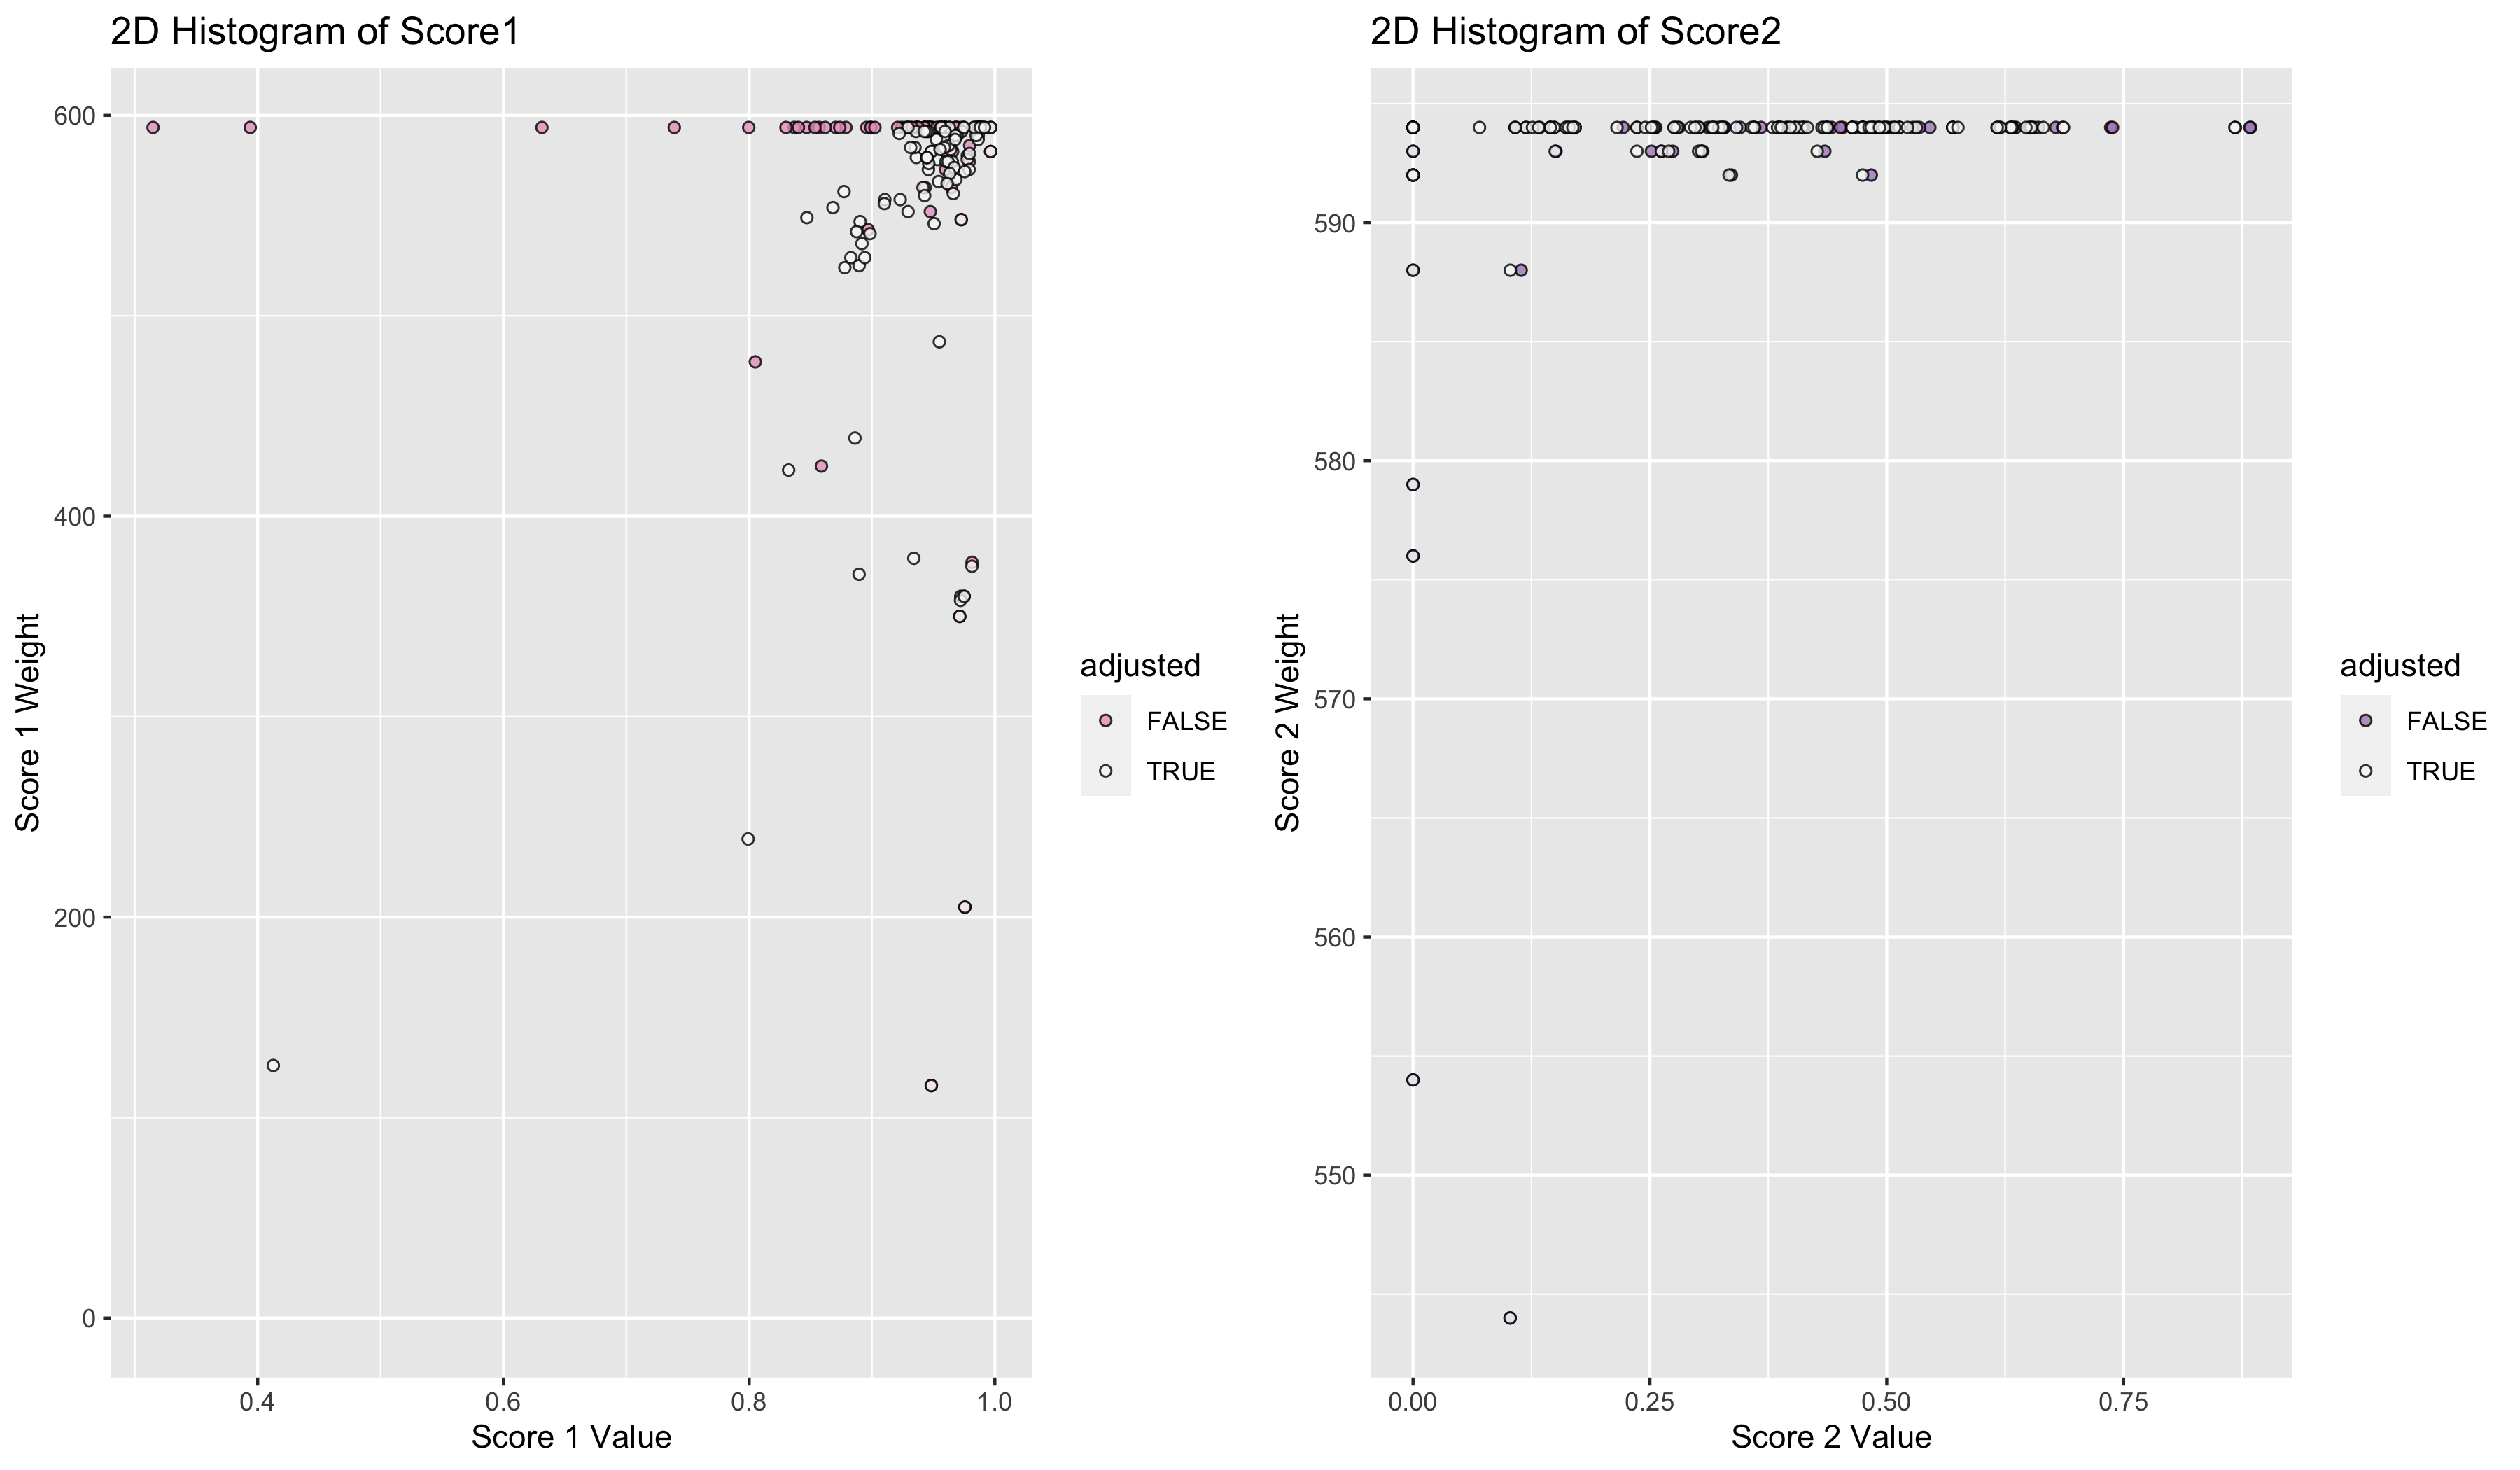 2D Histogram of Score1
600
400
200
0
Score 1 Weight
0.4 0.6 0.8 1.0
Score 1 Value
adjusted
FALSE
TRUE
2D Histogram of Score2
590
580
570
560
550
Score 2 Weight
0.00 0.25 0.50 0.75
Score 2 Value
adjusted
FALSE
TRUE